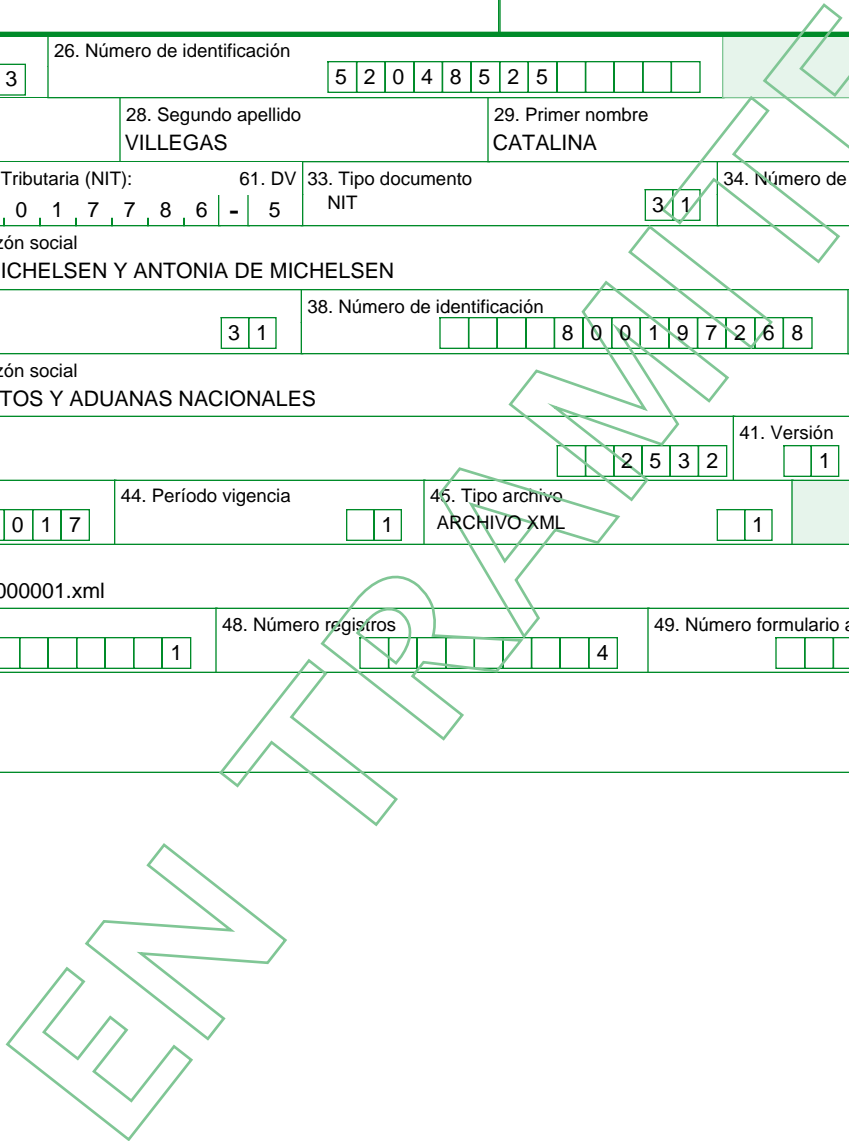 26. Número de identificación
3 5 2 0 4 8 5 2 5
28. Segundo apellido 29. Primer nombre
VILLEGAS CATALINA
Tributaria (NIT): 61. DV 33. Tipo documento 34. Número de
0 1 7 7 8 6 - 5 NIT 3 1
zón social
ICHELSEN Y ANTONIA DE MICHELSEN
38. Número de identificación
3 1 8 0 0 1 9 7 2 6 8
zón social
TOS Y ADUANAS NACIONALES
41. Versión
2 5 3 2 1
44. Período vigencia 45. Tipo archivo
0 1 7 1 ARCHIVO XML 1
000001.xml
48. Número registros 49. Número formulario a
1 4
EN TRAMITE